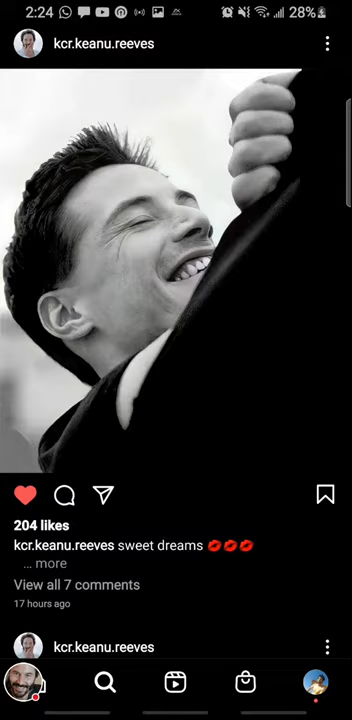 2:24
28%
kcr.keanu.reeves
204 likes
kcr.keanu.reeves sweet dreams 💋💋💋
... more
View all 7 comments
17 hours ago
kcr.keanu.reeves